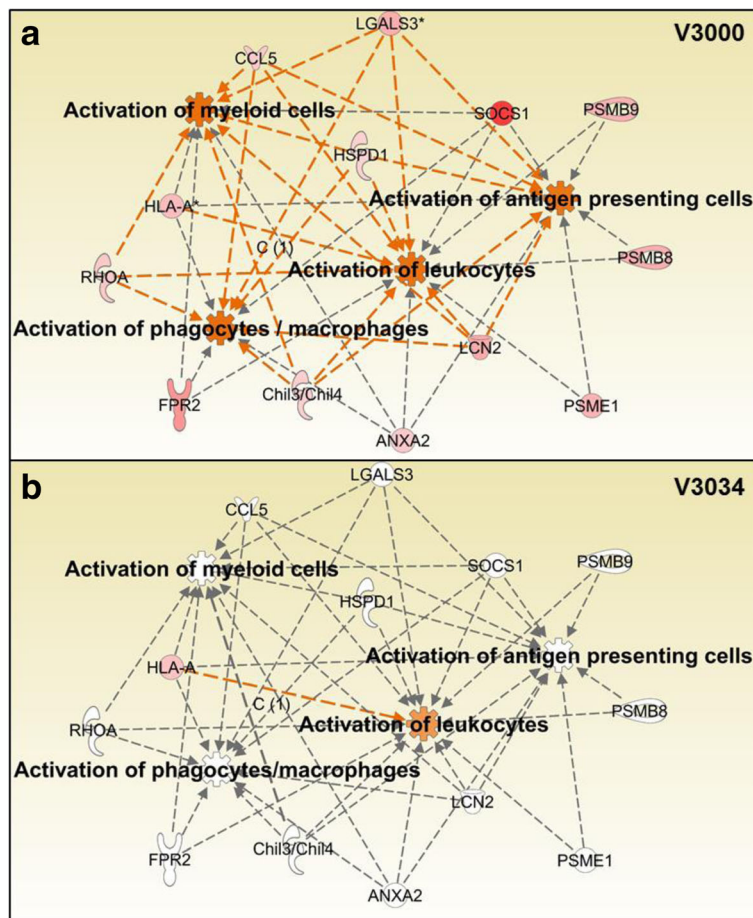 a
V3000
LGALS3*
CCL5
Activation of myeloid cells
SOCS1
PSMB9
HSPD1
Activation of antigen presenting cells
HLA-A*
C (1)
PSMB8
RHOA
Activation of leukocytes
Activation of phagocytes / macrophages
LCN2
FPR2
Chil3/Chil4
PSME1
ANXA2
b
V3034
LGALS3
CCL5
Activation of myeloid cells
SOCS1
PSMB9
HSPD1
Activation of antigen presenting cells
HLA-A
C (1)
PSMB8
RHOA
Activation of leukocytes
Activation of phagocytes/macrophages
LCN2
FPR2
Chil3/Chil4
PSME1
ANXA2